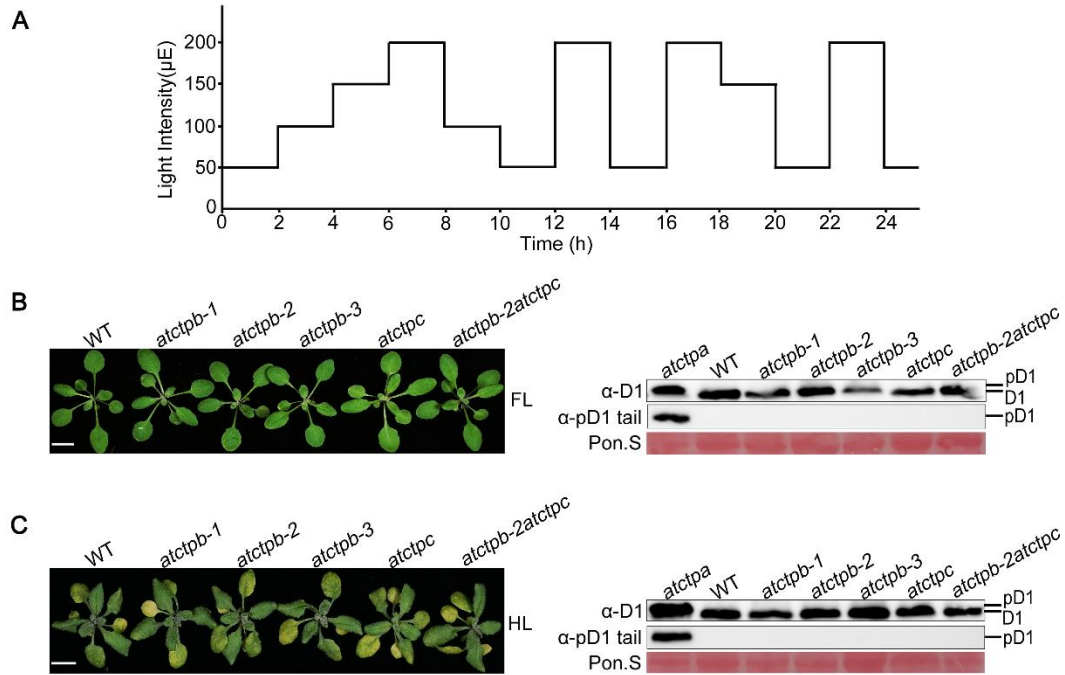 A
Light Intensity(µE)
200
150
100
50
0
0 2 4 6 8 10 12 14 16 18 20 22 24
Time (h)
B
WT atctpb-1 atctpb-2 atctpb-3 atctpc atctpb-2atctpc
FL
atctpa WT atctpb-1 atctpb-2 atctpb-3 atctpc atctpb-2atctpc
α-D1 pD1
D1
α-pD1 tail pD1
Pon.S
C
WT atctpb-1 atctpb-2 atctpb-3 atctpc atctpb-2atctpc
HL
atctpa WT atctpb-1 atctpb-2 atctpb-3 atctpc atctpb-2atctpc
α-D1 pD1
D1
α-pD1 tail pD1
Pon.S